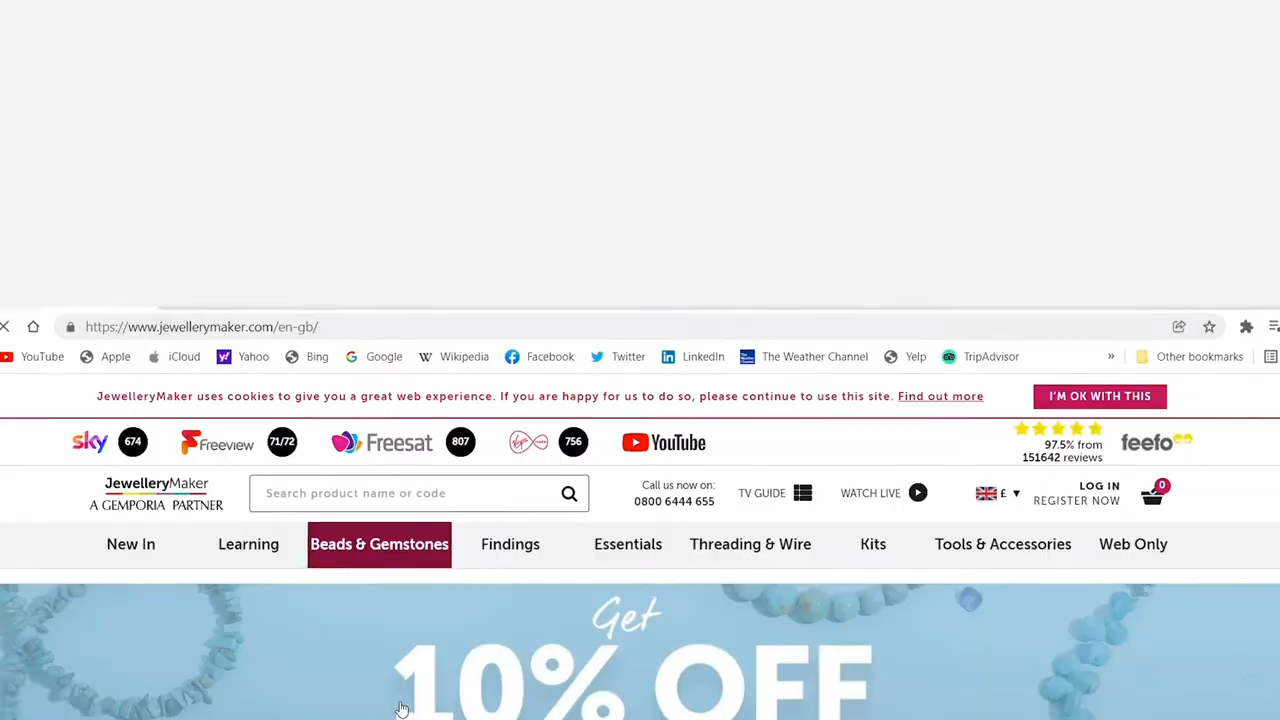 https://www.jewellerymaker.com/en-gb/
YouTube Apple iCloud Yahoo Bing Google Wikipedia Facebook Twitter LinkedIn The Weather Channel Yelp TripAdvisor » Other bookmarks
JewelleryMaker uses cookies to give you a great web experience. If you are happy for us to do so, please continue to use this site. Find out more I'M OK WITH THIS
sky 674 Freeview 71/72 Freesat 807 Virgin media 756 YouTube
97.5% from
151642 reviews
feefo
JewelleryMaker
A GEMPORIA PARTNER
Search product name or code
Call us now on:
0800 6444 655
TV GUIDE
WATCH LIVE
£
LOG IN
REGISTER NOW
0
New In Learning Beads & Gemstones Findings Essentials Threading & Wire Kits Tools & Accessories Web Only
Get
10% OFF